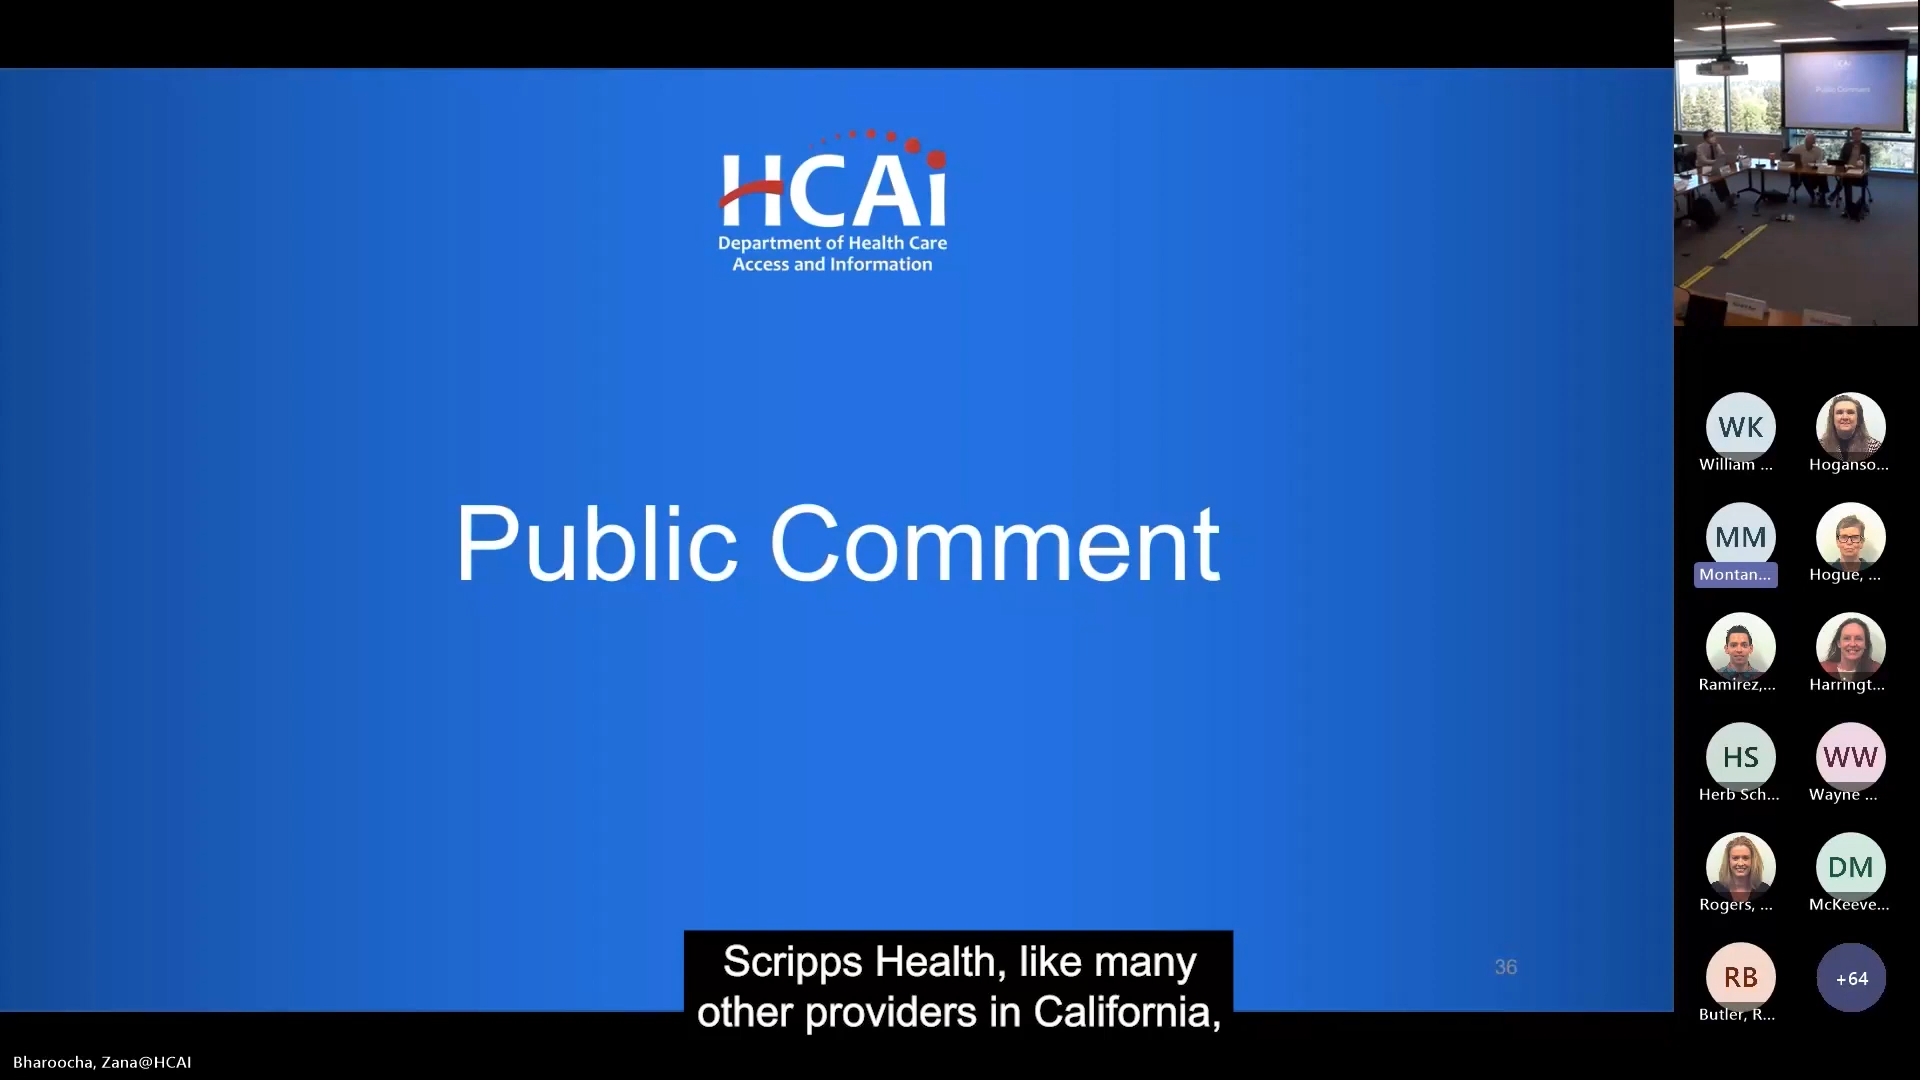 HCAi
Department of Health Care
Access and Information
Public Comment
36
Scripps Health, like many
other providers in California,
Bharoocha, Zana@HCAI
Public Comment
WK
William ...
Hoganso...
MM
Montan...
Hogue, ...
Ramirez,...
Harringt...
HS
Herb Sch...
WW
Wayne ...
Rogers, ...
DM
McKeeve...
RB
Butler, R...
+64